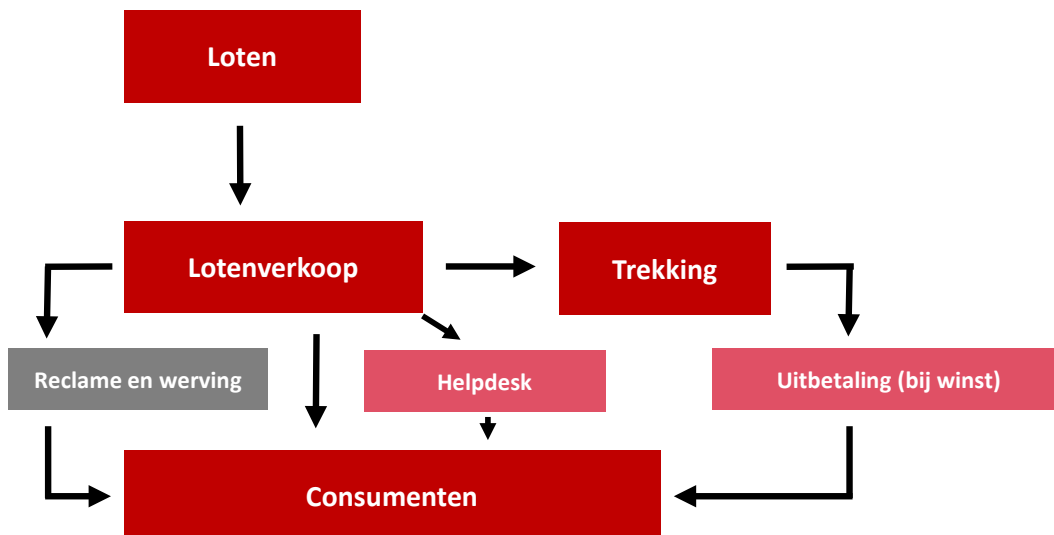 Loten
Lotenverkoop
Trekking
Reclame en werving
Helpdesk
Uitbetaling (bij winst)
Consumenten